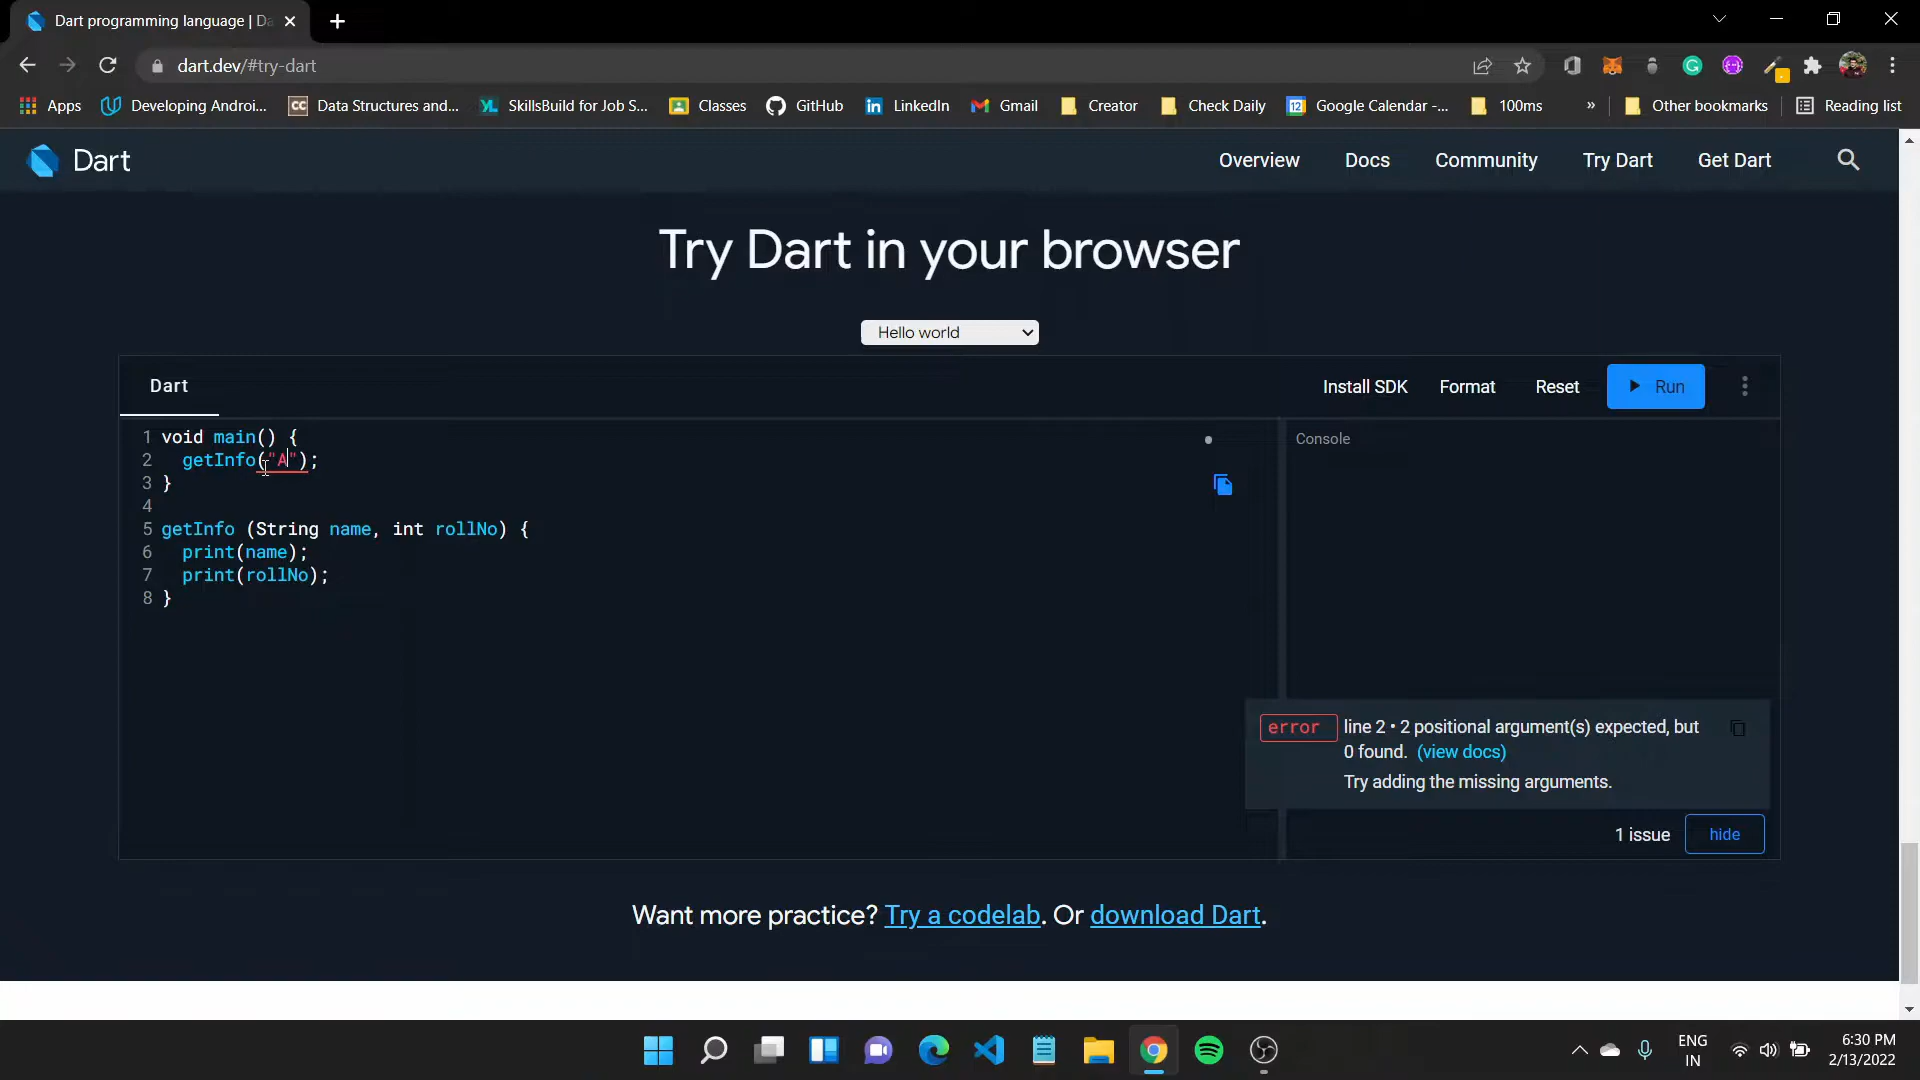 Dart programming language | Da
dart.dev/#try-dart
Apps Developing Androi... CC Data Structures and... YL SkillsBuild for Job S... Classes GitHub in LinkedIn Gmail Creator Check Daily 12 Google Calendar -... 100ms » Other bookmarks Reading list
Dart Overview Docs Community Try Dart Get Dart
Try Dart in your browser
Hello world
Dart Install SDK Format Reset Run
1 void main() {
2 getInfo("A");
3 }
4
5 getInfo (String name, int rollNo) {
6 print(name);
7 print(rollNo);
8 }
Console
error line 2 • 2 positional argument(s) expected, but
0 found. (view docs)
Try adding the missing arguments.
1 issue hide
Want more practice? Try a codelab. Or download Dart.
ENG
IN
6:30 PM
2/13/2022